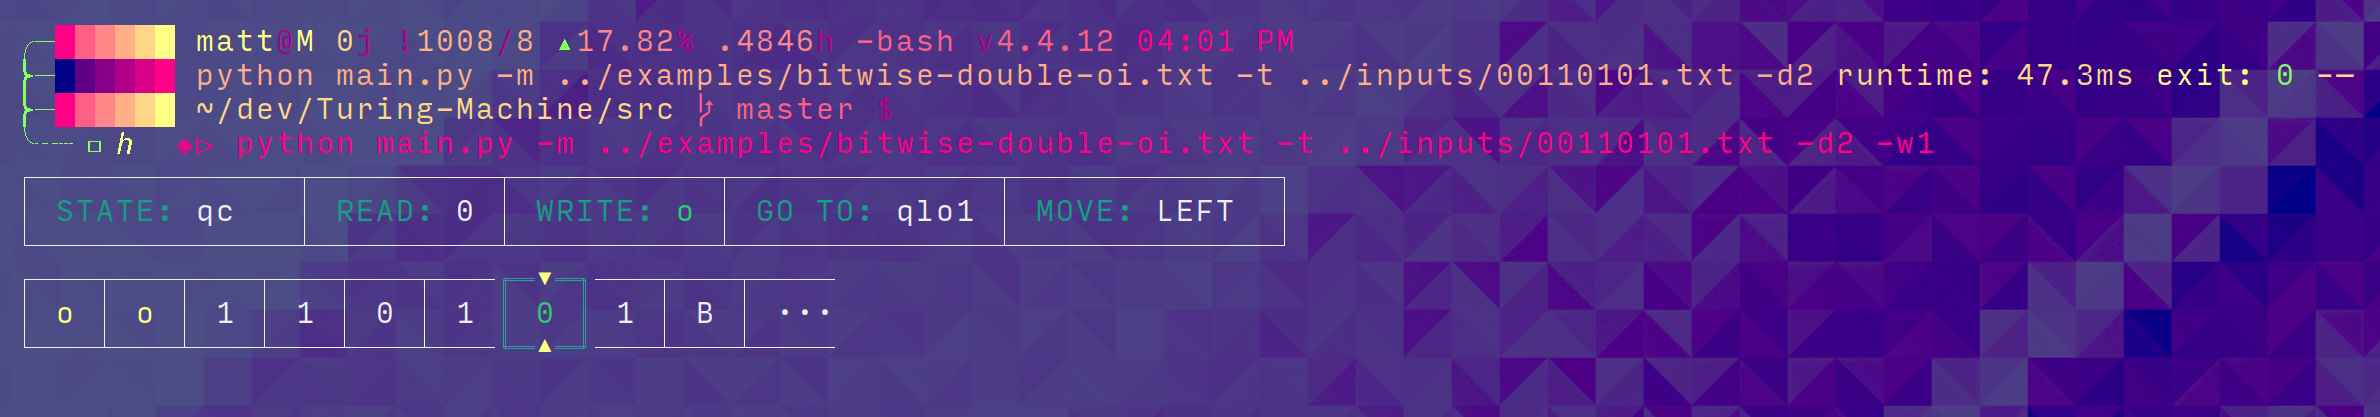 matt@M 0j !1008/8 ▲17.82% .4846h -bash v4.4.12 04:01 PM
python main.py -m ../examples/bitwise-double-oi.txt -t ../inputs/00110101.txt -d2 runtime: 47.3ms exit: 0 --
~/dev/Turing-Machine/src master $
h ◈▷ python main.py -m ../examples/bitwise-double-oi.txt -t ../inputs/00110101.txt -d2 -w1
STATE: qc READ: 0 WRITE: o GO TO: qlo1 MOVE: LEFT
o o 1 1 0 1 0 1 B ···